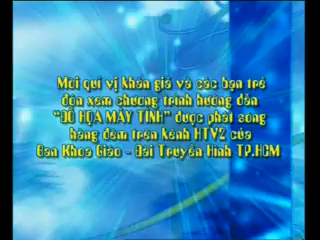 Mời quí vị khán giả và các bạn trẻ
đón xem chương trình hướng dẫn
"ĐỒ HỌA MÁY TÍNH" được phát sóng
hàng đêm trên kênh HTV2 của
Ban Khoa Giáo - Đài Truyền Hình TP.HCM